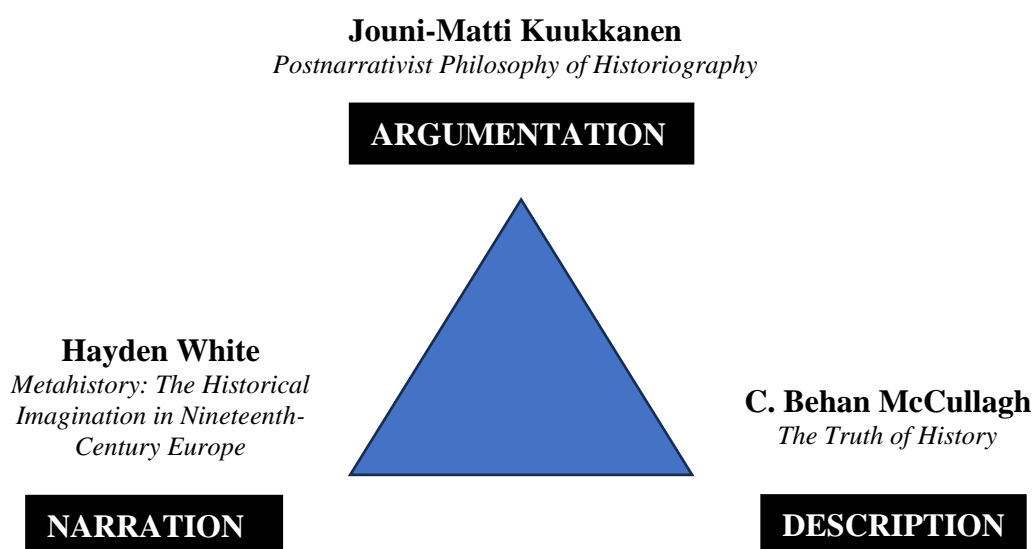 Jouni-Matti Kuukkanen
Postnarrativist Philosophy of Historiography
ARGUMENTATION
Hayden White
Metahistory: The Historical
Imagination in Nineteenth-
Century Europe
NARRATION
C. Behan McCullagh
The Truth of History
DESCRIPTION